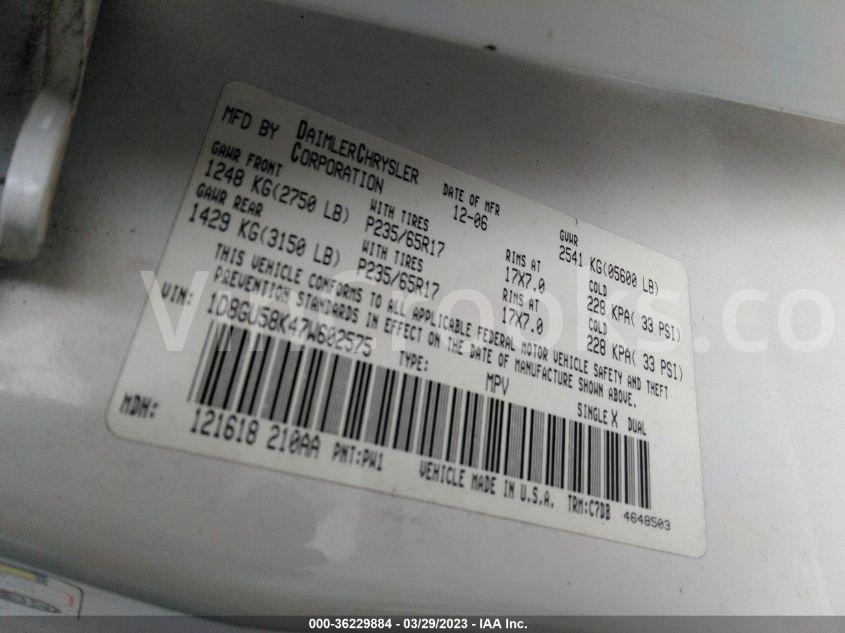 MFD BY DAIMLERCHRYSLER CORPORATION
DATE OF MFR 12-06
GVWR 2541 KG(05600 LB)
GAWR FRONT WITH TIRES RIMS AT COLD
1248 KG(2750 LB) P235/65R17 17X7.0 228 KPA( 33 PSI)
GAWR REAR WITH TIRES RIMS AT COLD
1429 KG(3150 LB) P235/65R17 17X7.0 228 KPA( 33 PSI)
THIS VEHICLE CONFORMS TO ALL APPLICABLE FEDERAL MOTOR VEHICLE SAFETY AND THEFT
PREVENTION STANDARDS IN EFFECT ON THE DATE OF MANUFACTURE SHOWN ABOVE.
VIN: 1D8GU58K47W602575 TYPE: MPV SINGLE X DUAL
MDH: 121618 210AA PNT:PW1 VEHICLE MADE IN U.S.A. TRM:C7DB 4648503
VinCrooks.co
000-36229884 - 03/29/2023 - IAA Inc.